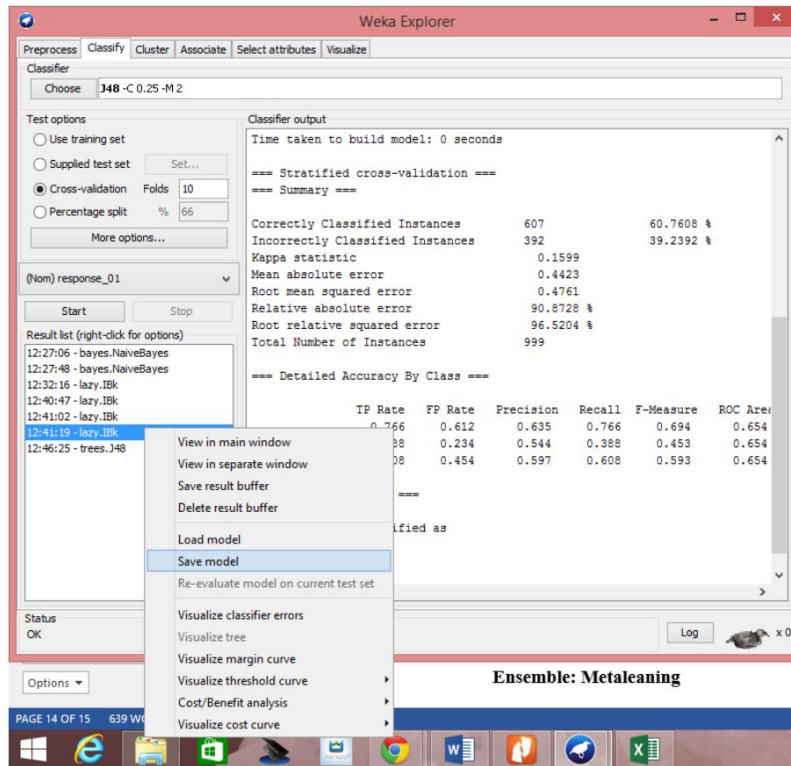 Weka Explorer
Preprocess Classify Cluster Associate Select attributes Visualize
Classifier
Choose J48 -C 0.25 -M 2
Test options
Use training set
Supplied test set Set...
Cross-validation Folds 10
Percentage split % 66
More options...
(Nom) response_01
Start Stop
Result list (right-click for options)
12:27:06 - bayes.NaiveBayes
12:27:48 - bayes.NaiveBayes
12:32:16 - lazy.IBk
12:40:47 - lazy.IBk
12:41:02 - lazy.IBk
12:41:19 - lazy.IBk
12:46:25 - trees.J48
Classifier output
Time taken to build model: 0 seconds
=== Stratified cross-validation ===
=== Summary ===
Correctly Classified Instances 607 60.7608 %
Incorrectly Classified Instances 392 39.2392 %
Kappa statistic 0.1599
Mean absolute error 0.4423
Root mean squared error 0.4761
Relative absolute error 90.8728 %
Root relative squared error 96.5204 %
Total Number of Instances 999
=== Detailed Accuracy By Class ===
TP Rate FP Rate Precision Recall F-Measure ROC Area
0.766 0.612 0.635 0.766 0.694 0.654
88 0.234 0.544 0.388 0.453 0.654
08 0.454 0.597 0.608 0.593 0.654
===
ified as
View in main window
View in separate window
Save result buffer
Delete result buffer
Load model
Save model
Re-evaluate model on current test set
Visualize classifier errors
Visualize tree
Visualize margin curve
Visualize threshold curve
Cost/Benefit analysis
Visualize cost curve
Status
OK
Log x 0
Options
Ensemble: Metaleaning
PAGE 14 OF 15 639 WO